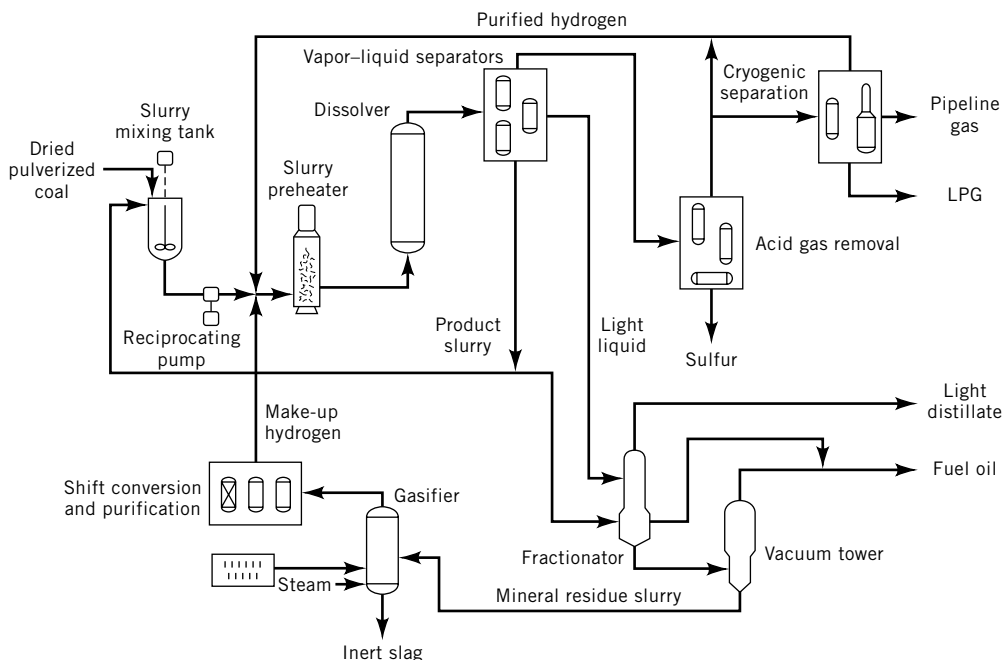 Purified hydrogen
Vapor–liquid separators
Cryogenic
separation
Slurry
mixing tank
Dissolver
Pipeline
gas
Dried
pulverized
coal
Slurry
preheater
LPG
Acid gas removal
Reciprocating
pump
Product
slurry
Light
liquid
Sulfur
Make-up
hydrogen
Light
distillate
Fuel oil
Shift conversion
and purification
Gasifier
Fractionator
Vacuum tower
Steam
Mineral residue slurry
Inert slag